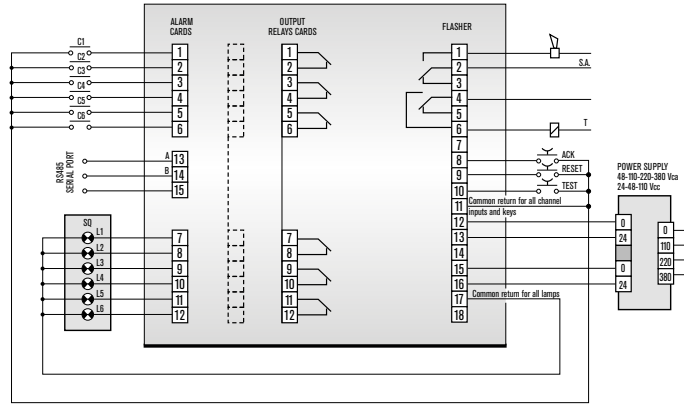 ALARM
CARDS
OUTPUT
RELAYS CARDS
FLASHER
C1
C2
C3
C4
C5
C6
1
2
3
4
5
6
1
2
3
4
5
6
1
2
3
4
5
6
7
8
9
10
11
12
13
14
15
16
17
18
S.A.
T
ACK
RESET
TEST
Common return for all channel
inputs and keys
Common return for all lamps
RS485
SERIAL PORT
A
B
13
14
15
SQ
L1
L2
L3
L4
L5
L6
7
8
9
10
11
12
7
8
9
10
11
12
POWER SUPPLY
48-110-220-380 Vca
24-48-110 Vcc
0
24
0
24
0
110
220
380